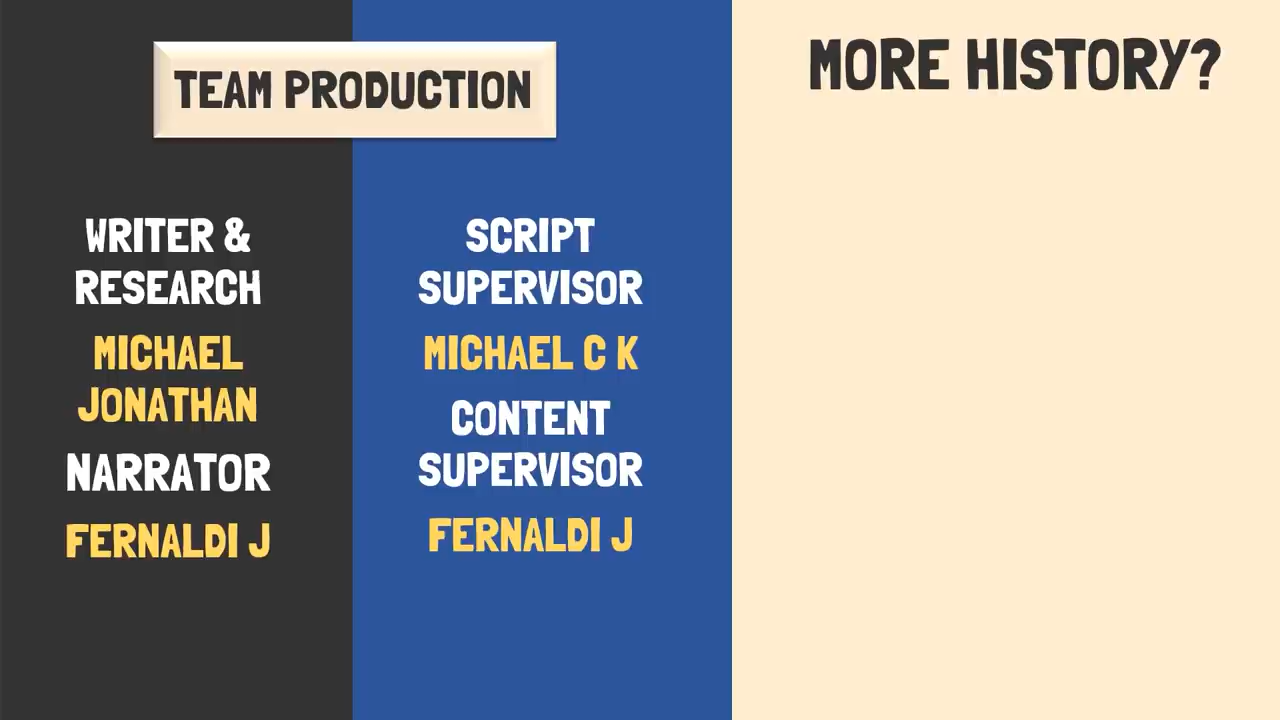 TEAM PRODUCTION
WRITER &
RESEARCH
MICHAEL
JONATHAN
NARRATOR
FERNALDI J
SCRIPT
SUPERVISOR
MICHAEL C K
CONTENT
SUPERVISOR
FERNALDI J
MORE HISTORY?